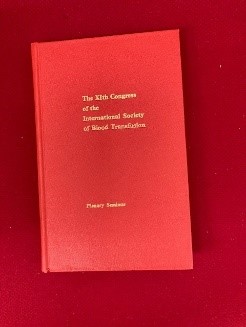 The XIth Congress
of the
International Society
of Blood Transfusion
Plenary Sessions